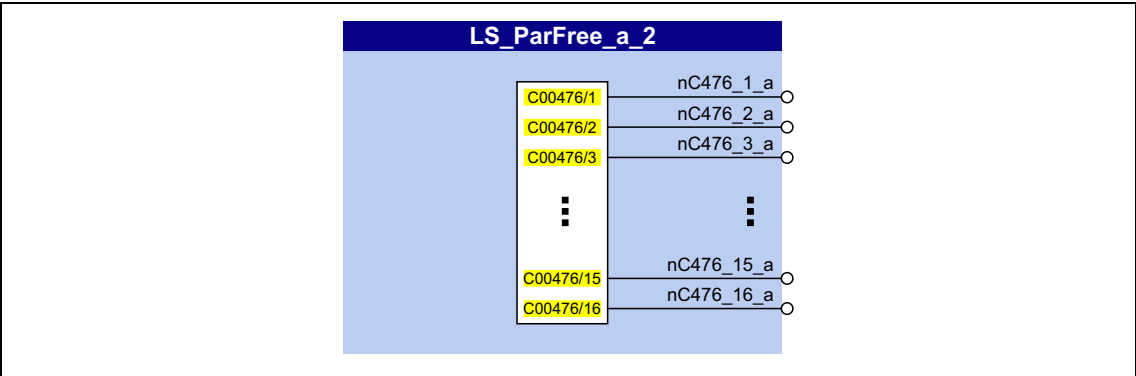 LS_ParFree_a_2
C00476/1 nC476_1_a
C00476/2 nC476_2_a
C00476/3 nC476_3_a
C00476/15 nC476_15_a
C00476/16 nC476_16_a